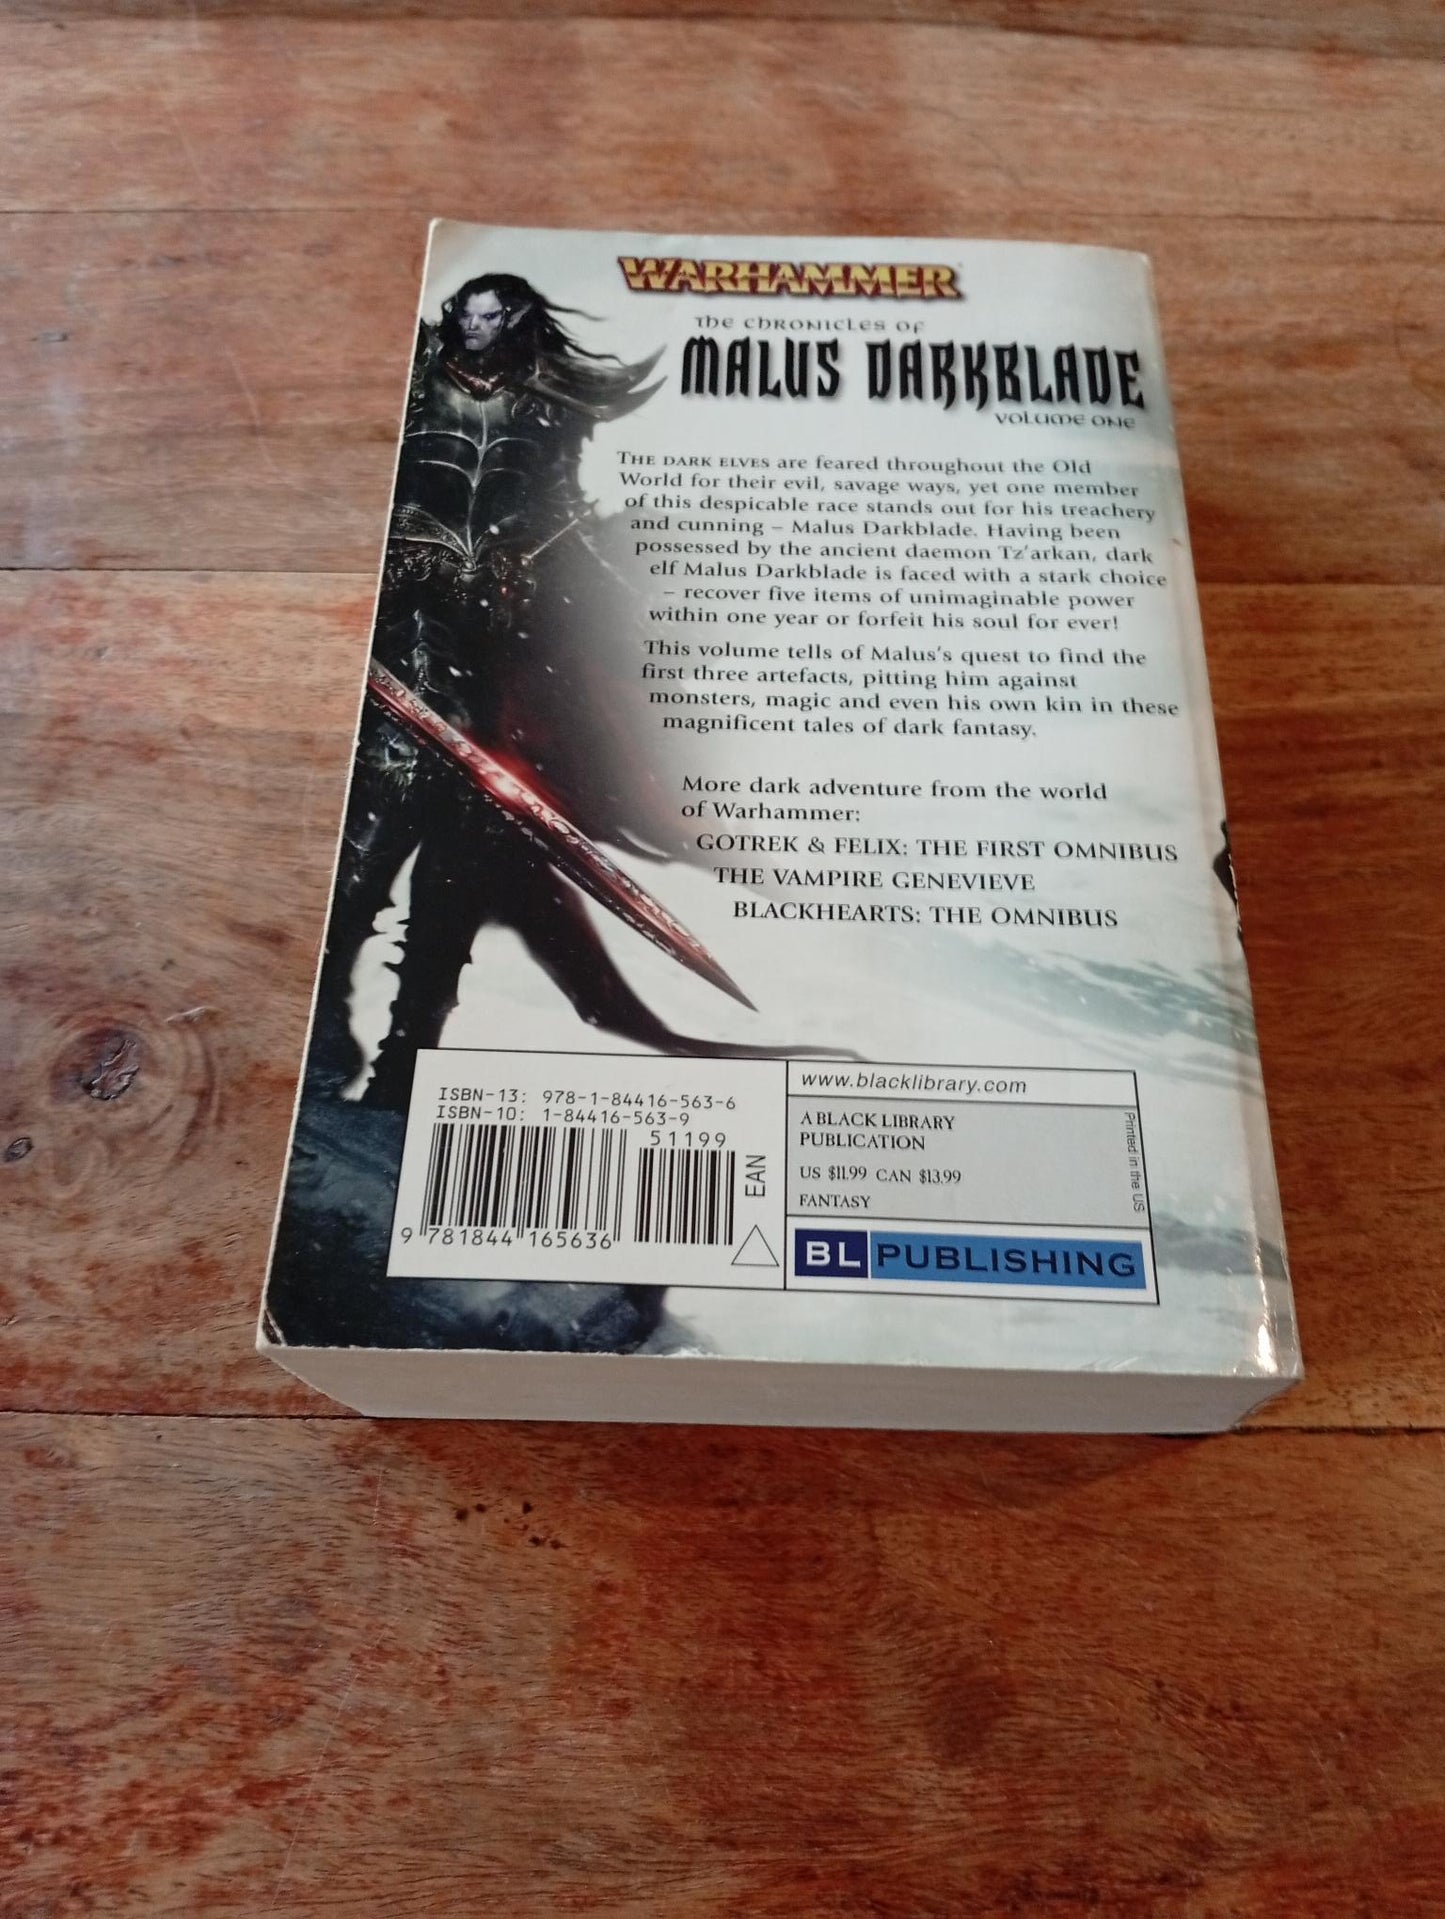 WARHAMMER
The Chronicles of
MALUS DARKBLADE
Volume One
THE DARK ELVES are feared throughout the Old
World for their evil, savage ways, yet one member
of this despicable race stands out for his treachery
and cunning – Malus Darkblade. Having been
possessed by the ancient daemon Tz'arkan, dark
elf Malus Darkblade is faced with a stark choice
– recover five items of unimaginable power
within one year or forfeit his soul for ever!
This volume tells of Malus's quest to find the
first three artefacts, pitting him against
monsters, magic and even his own kin in these
magnificent tales of dark fantasy.
More dark adventure from the world
of Warhammer:
GOTREK & FELIX: THE FIRST OMNIBUS
THE VAMPIRE GENEVIEVE
BLACKHEARTS: THE OMNIBUS
ISBN-13: 978-1-84416-563-6
ISBN-10: 1-84416-563-9
51199
EAN
9 781844 165636
www.blacklibrary.com
A BLACK LIBRARY
PUBLICATION
US $11.99 CAN $13.99
FANTASY
Printed in the US
BL PUBLISHING